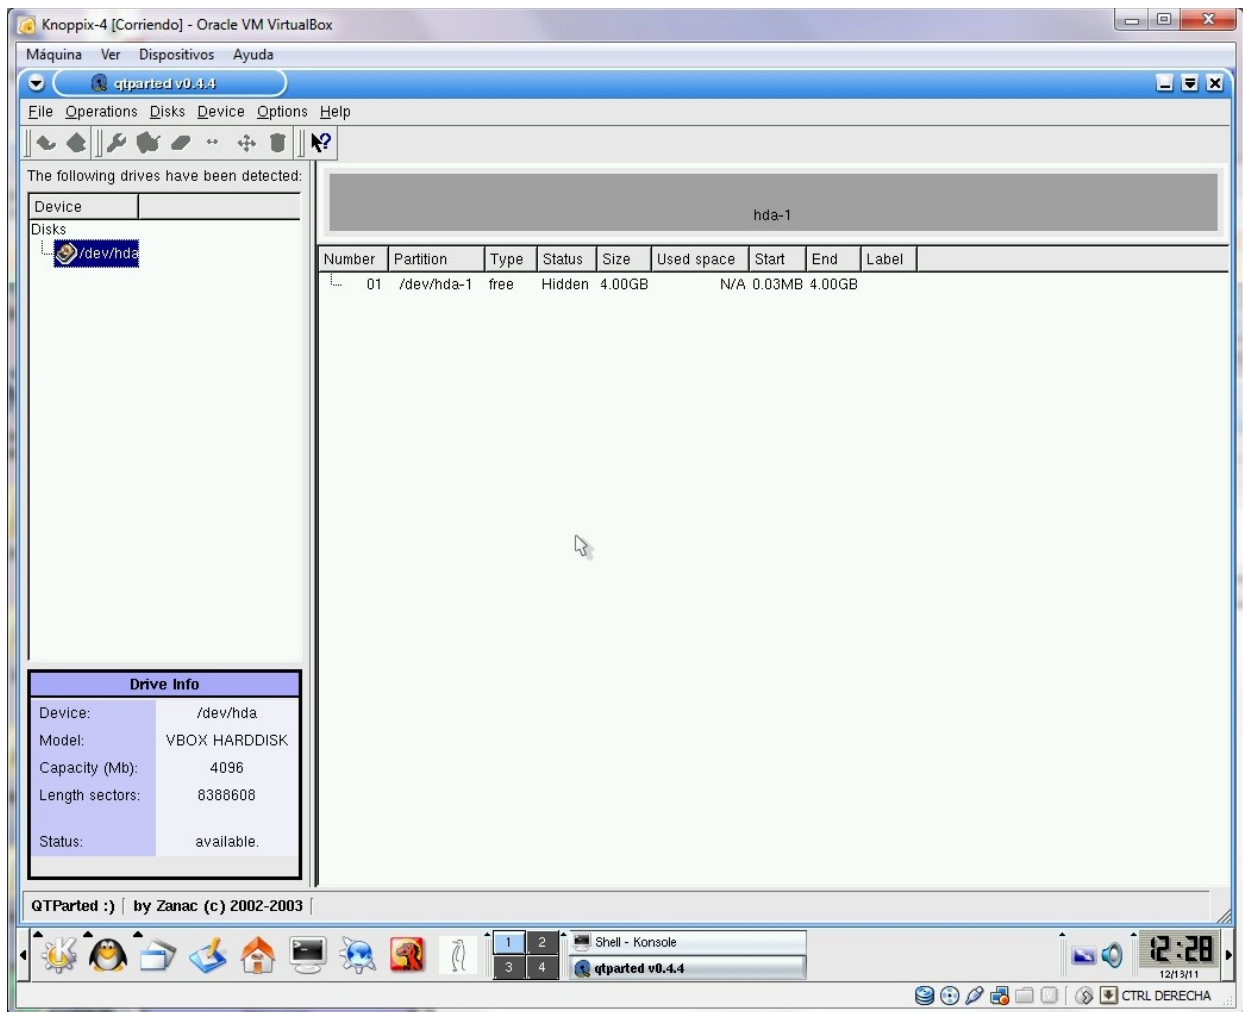 Knoppix-4 [Corriendo] - Oracle VM VirtualBox
Máquina Ver Dispositivos Ayuda
qtparted v0.4.4
File Operations Disks Device Options Help
The following drives have been detected:
Device
Disks
/dev/hda
hda-1
Number Partition Type Status Size Used space Start End Label
01 /dev/hda-1 free Hidden 4.00GB N/A 0.03MB 4.00GB
Drive Info
Device: /dev/hda
Model: VBOX HARDDISK
Capacity (Mb): 4096
Length sectors: 8388608
Status: available.
QTParted :) by Zanac (c) 2002-2003
1 2
3 4
Shell - Konsole
qtparted v0.4.4
12:28
12/13/11
CTRL DERECHA